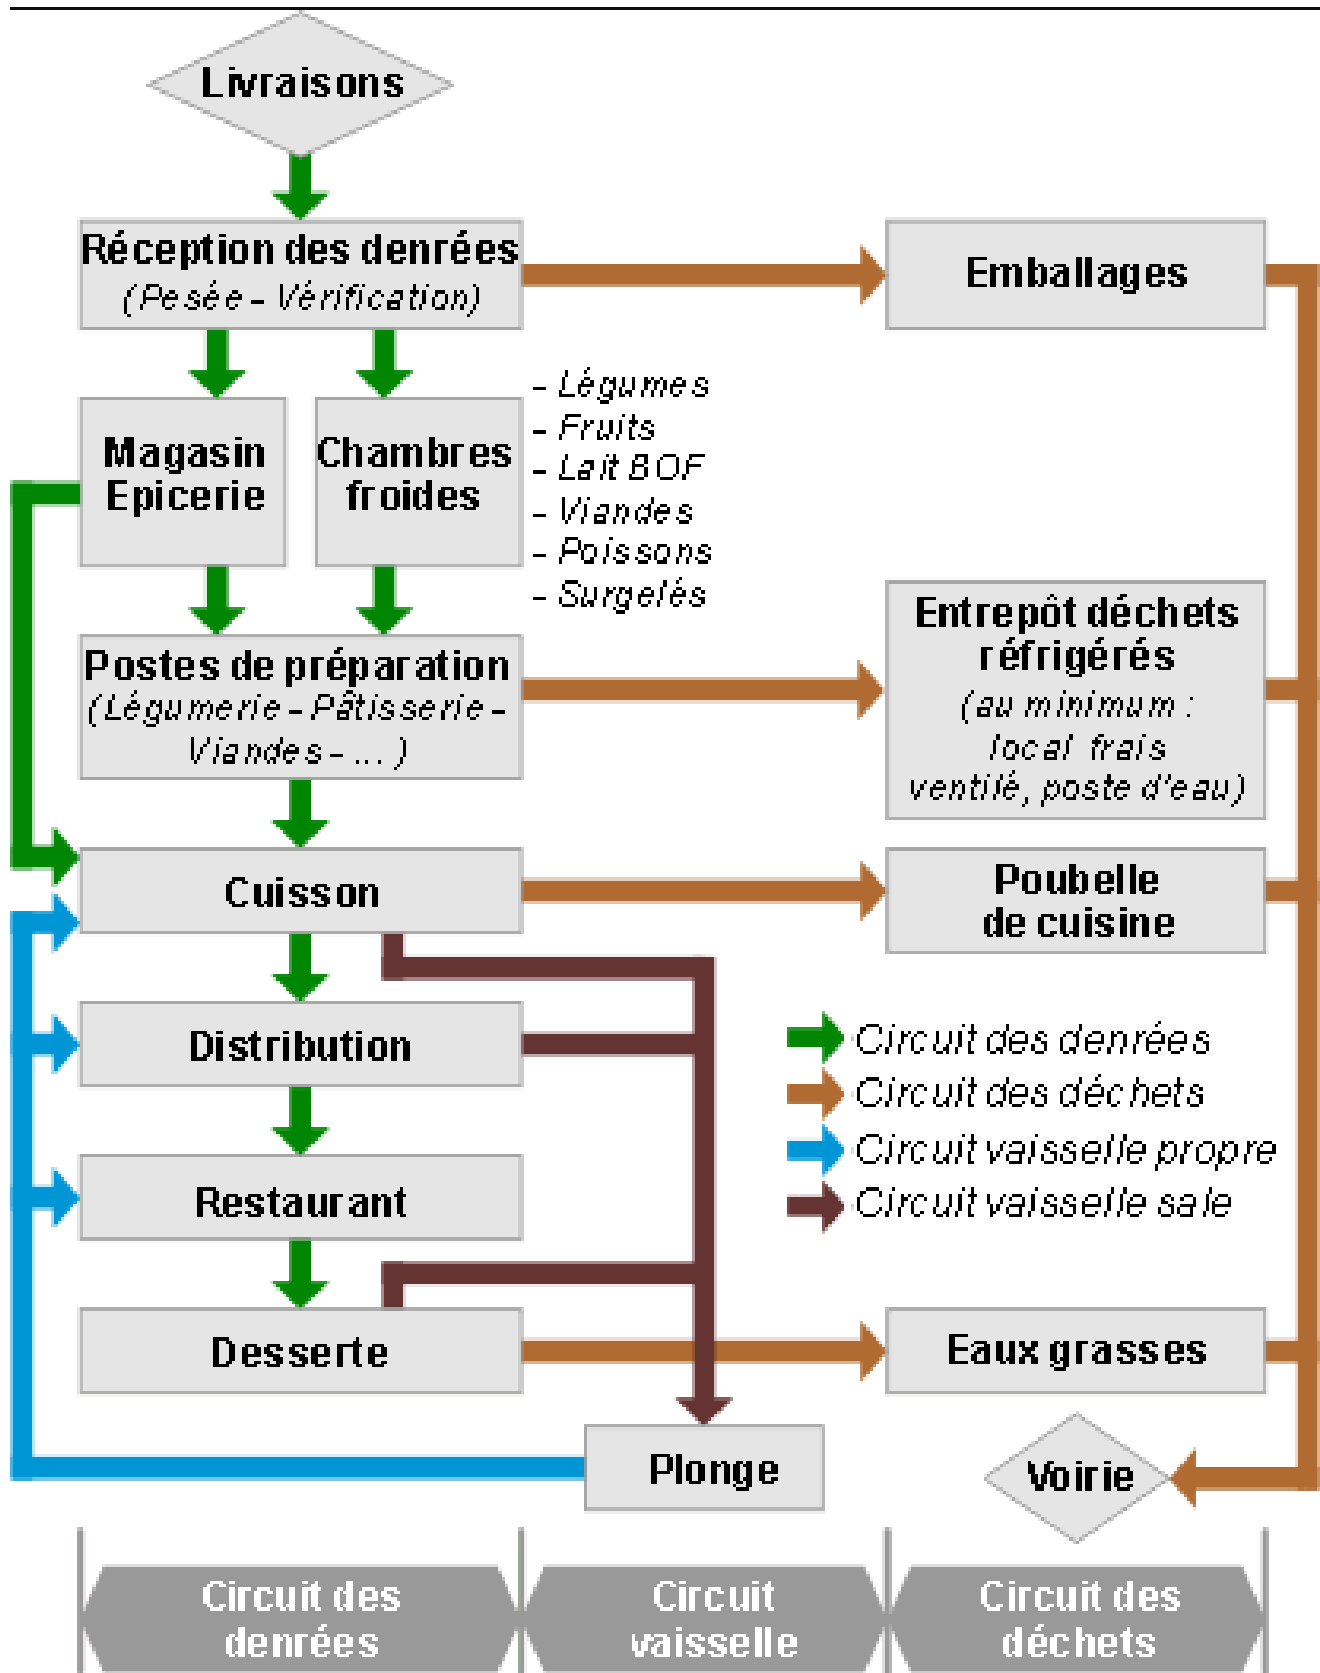 Livraisons
Réception des denrées
(Pesée – Vérification)
Emballages
Magasin
Epicerie
Chambres
froides
– Légumes
– Fruits
– Lait BOF
– Viandes
– Poissons
– Surgelés
Postes de préparation
(Légumerie – Pâtisserie –
Viandes – ... )
Entrepôt déchets
réfrigérés
(au minimum :
local frais
ventilé, poste d'eau)
Cuisson
Poubelle
de cuisine
Distribution
Circuit des denrées
Circuit des déchets
Circuit vaisselle propre
Circuit vaisselle sale
Restaurant
Desserte
Eaux grasses
Plonge
Voirie
Circuit des
denrées
Circuit
vaisselle
Circuit des
déchets